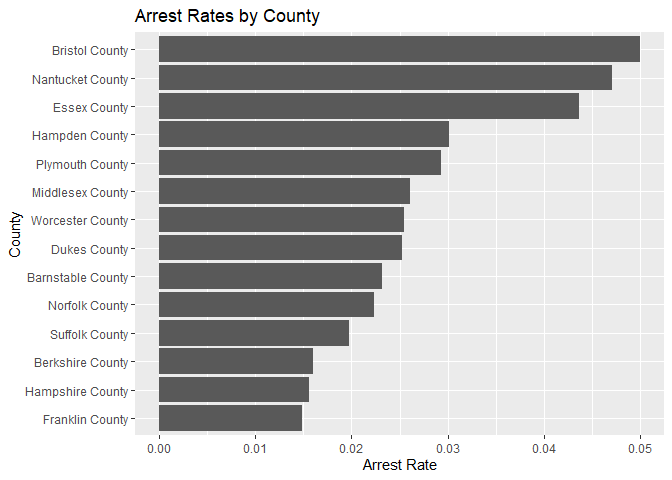 Arrest Rates by County
Bristol County
Nantucket County
Essex County
Hampden County
Plymouth County
Middlesex County
Worcester County
Dukes County
Barnstable County
Norfolk County
Suffolk County
Berkshire County
Hampshire County
Franklin County
County
0.00 0.01 0.02 0.03 0.04 0.05
Arrest Rate